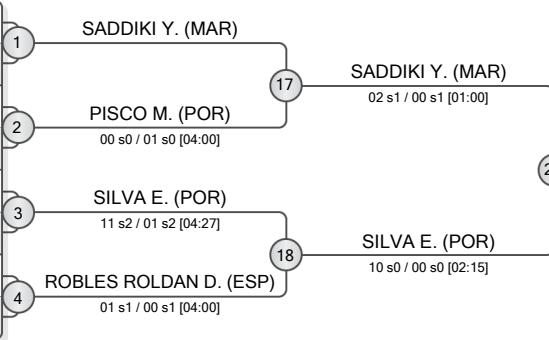 SADDIKI Y. (MAR)
1
17
SADDIKI Y. (MAR)
02 s1 / 00 s1 [01:00]
PISCO M. (POR)
2
00 s0 / 01 s0 [04:00]
SILVA E. (POR)
3
11 s2 / 01 s2 [04:27]
18
SILVA E. (POR)
10 s0 / 00 s0 [02:15]
ROBLES ROLDAN D. (ESP)
4
01 s1 / 00 s1 [04:00]